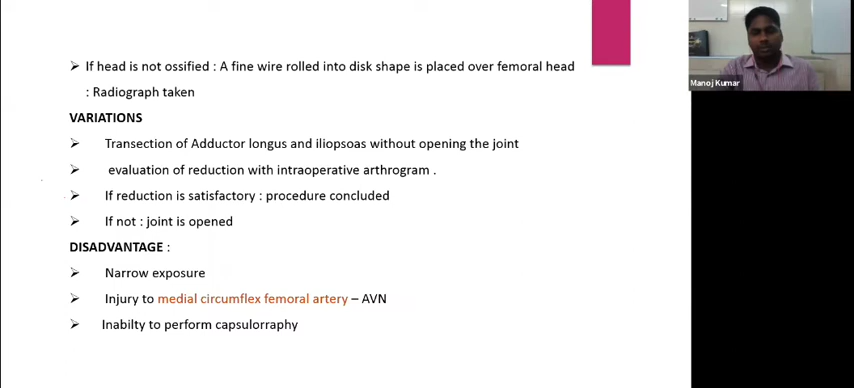 ➢ If head is not ossified : A fine wire rolled into disk shape is placed over femoral head
: Radiograph taken
VARIATIONS
➢ Transection of Adductor longus and iliopsoas without opening the joint
➢ evaluation of reduction with intraoperative arthrogram .
➢ If reduction is satisfactory : procedure concluded
➢ If not : joint is opened
DISADVANTAGE :
➢ Narrow exposure
➢ Injury to medial circumflex femoral artery – AVN
➢ Inabilty to perform capsulorraphy
Manoj Kumar